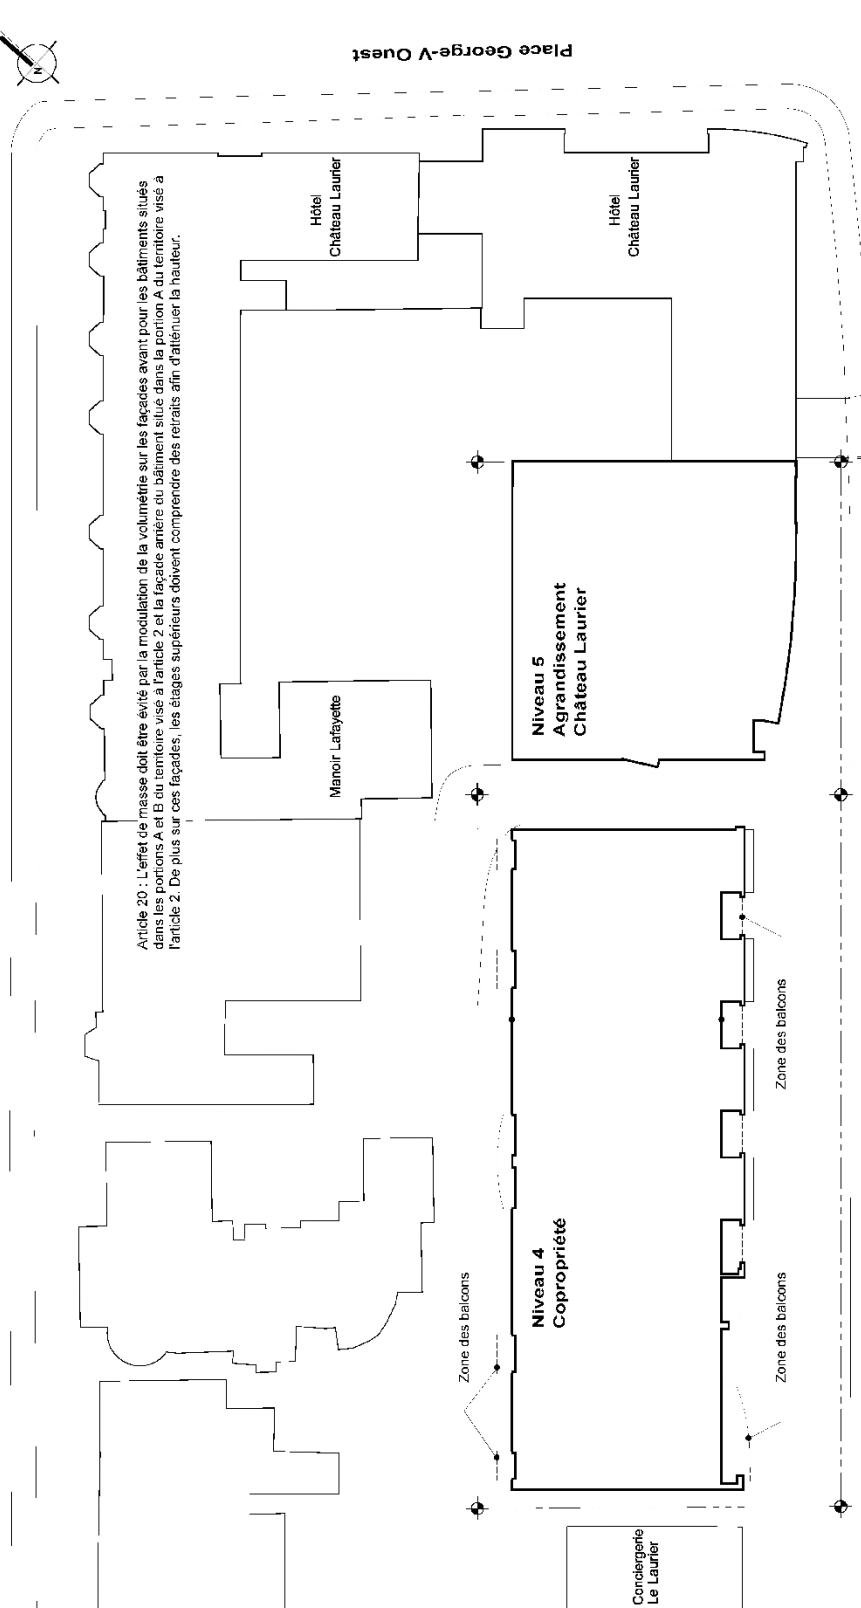 Place George-V Ouest
N
Hôtel
Château Laurier
Hôtel
Château Laurier
Article 20 : L'effet de masse doit être évité par la modulation de la volumétrie sur les façades avant pour les bâtiments situés
dans les portions A et B du territoire visé à l'article 2 et la façade arrière du bâtiment situé dans la portion A du territoire visé à
l'article 2. De plus sur ces façades, les étages supérieurs doivent comprendre des retraits afin d'atténuer la hauteur.
Niveau 5
Agrandissement
Château Laurier
Manoir Lafayette
Zone des balcons
Niveau 4
Copropriété
Zone des balcons
Zone des balcons
Conciergerie
Le Laurier